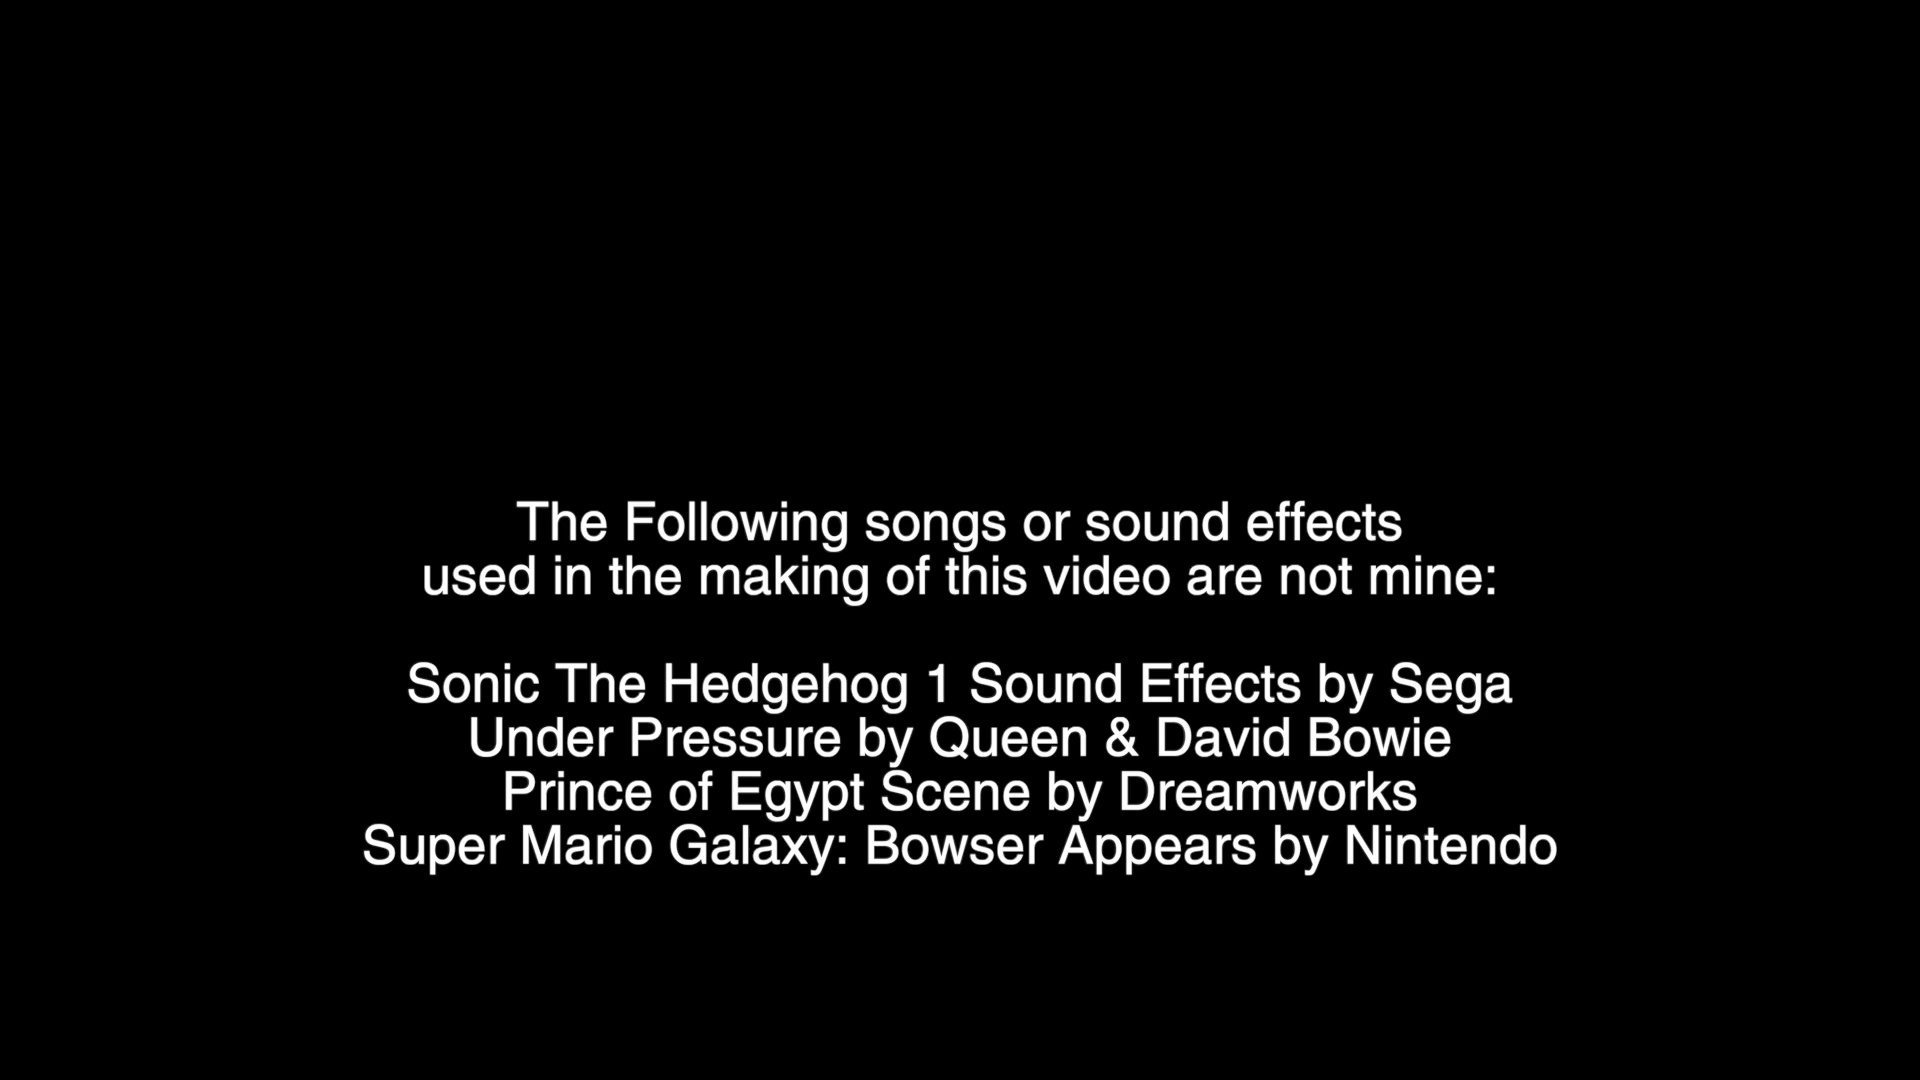 The Following songs or sound effects
used in the making of this video are not mine:
Sonic The Hedgehog 1 Sound Effects by Sega
Under Pressure by Queen & David Bowie
Prince of Egypt Scene by Dreamworks
Super Mario Galaxy: Bowser Appears by Nintendo